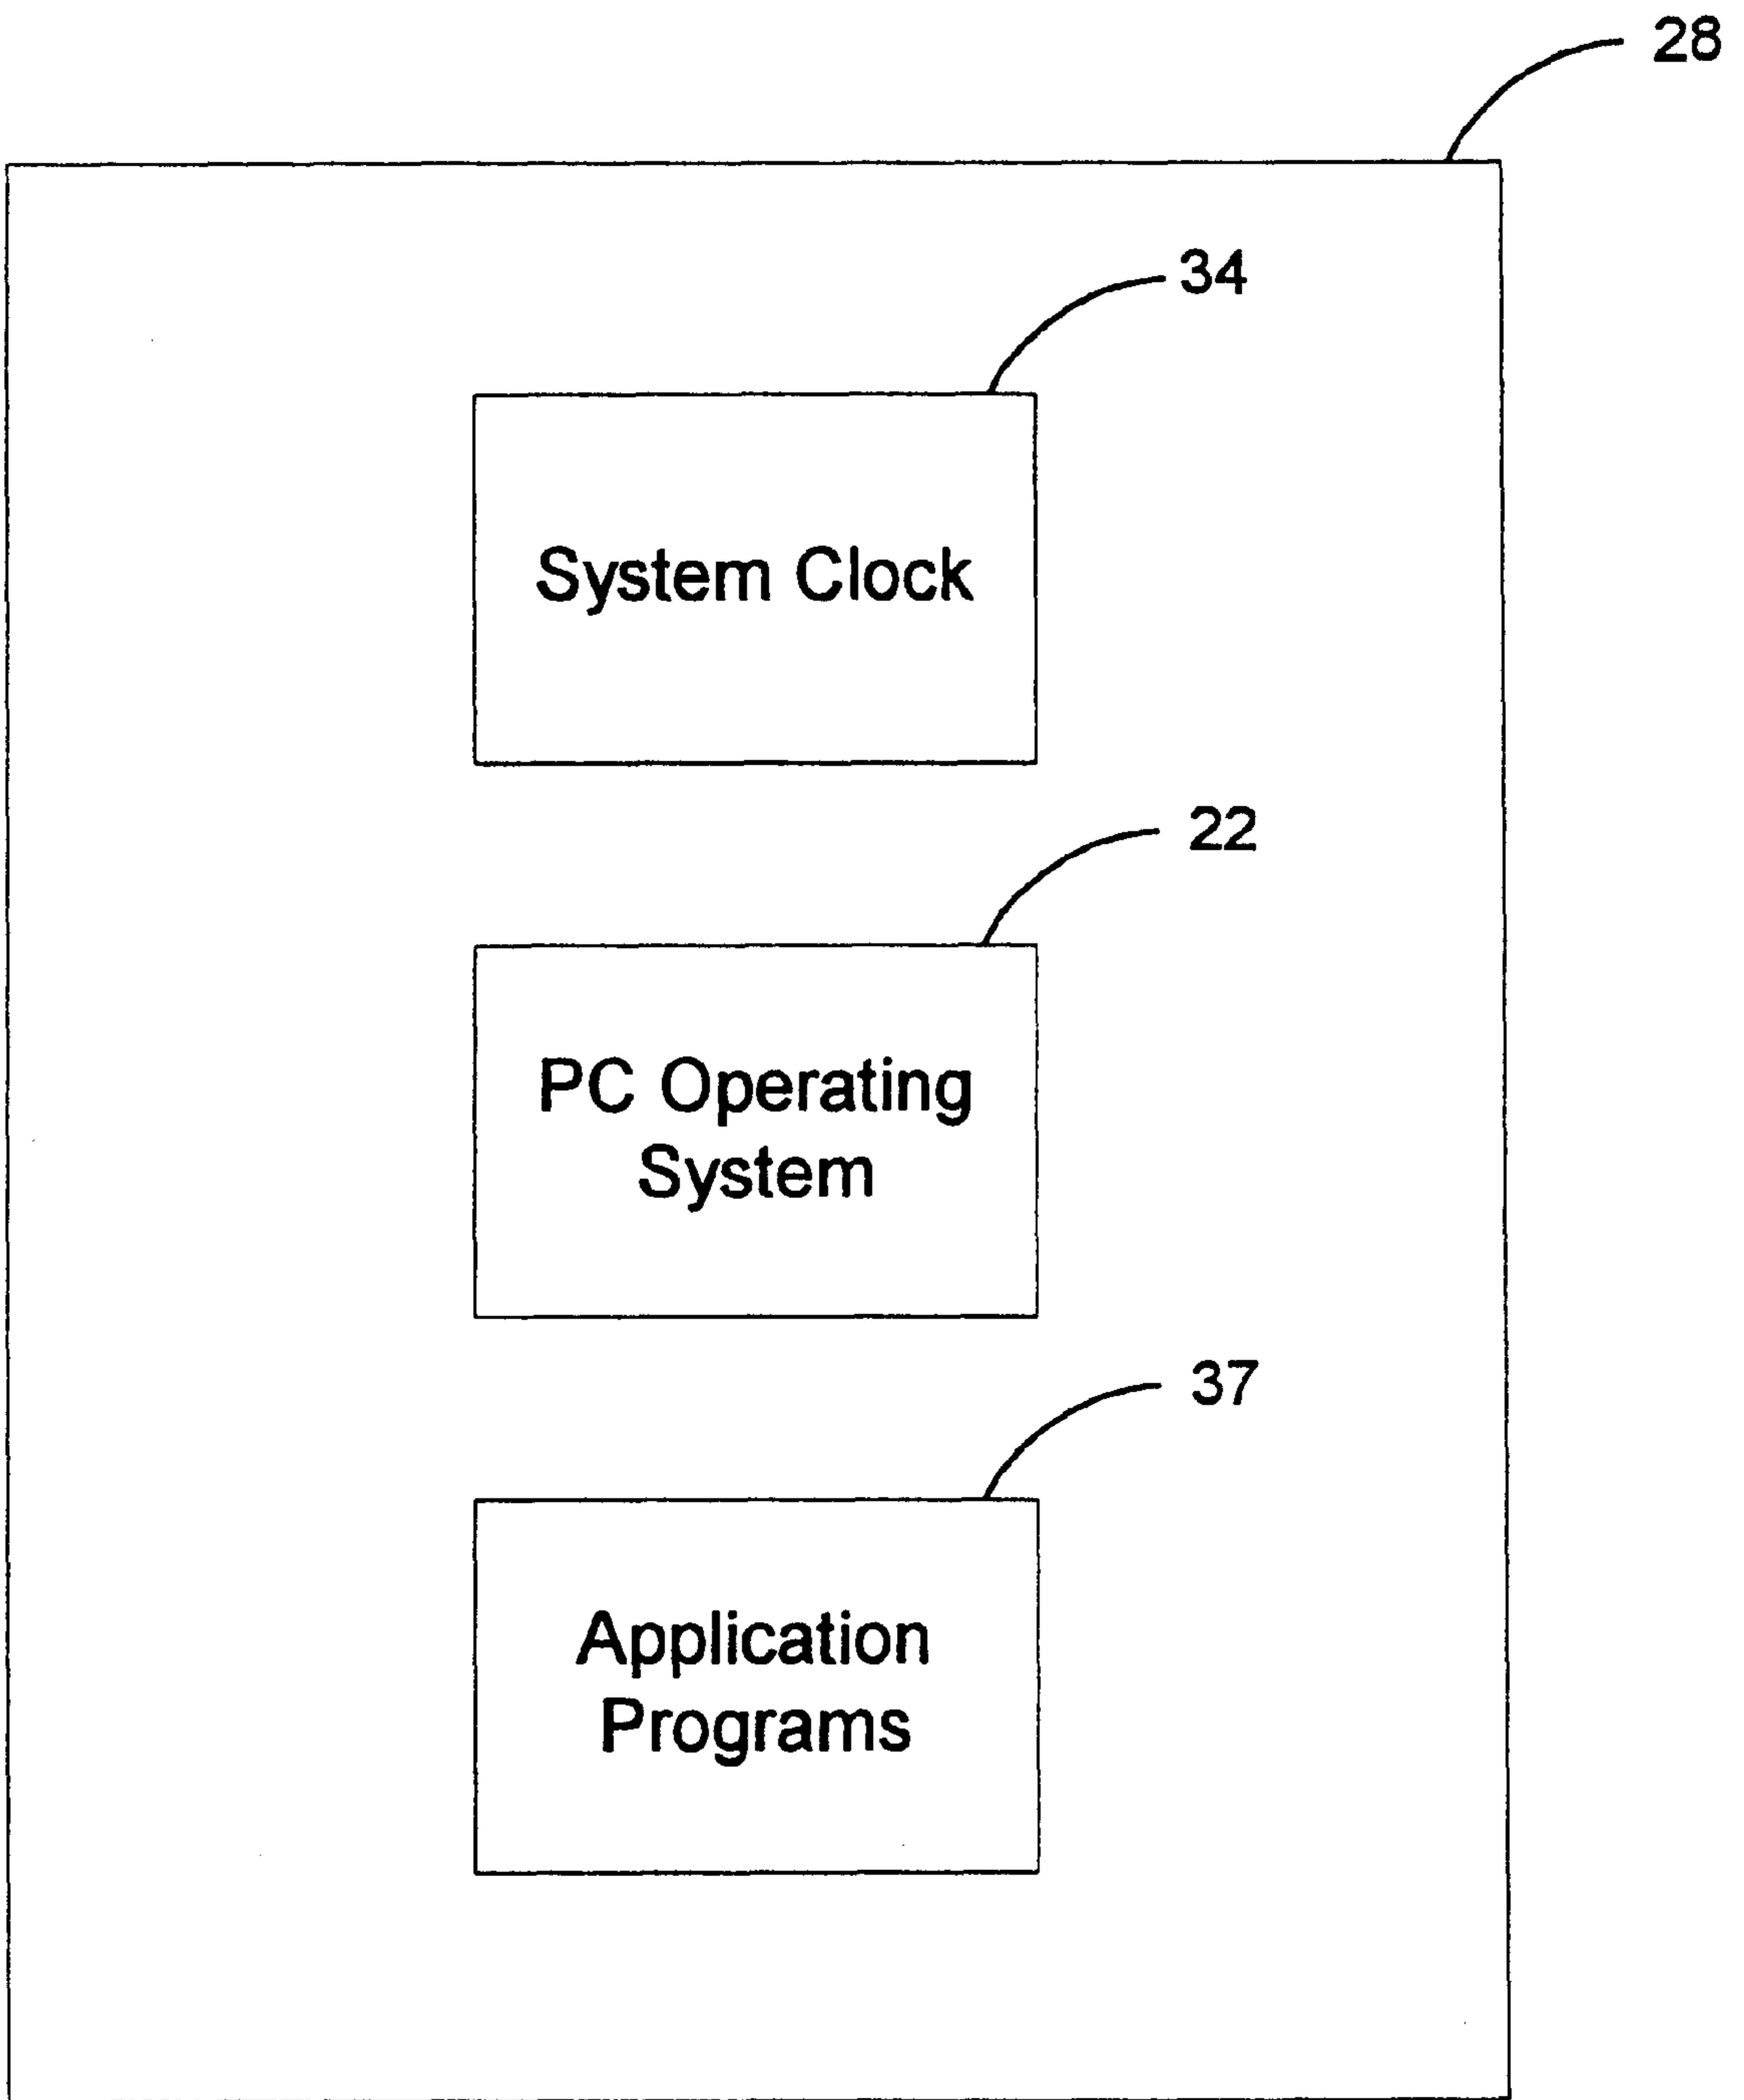 28
34
System Clock
22
PC Operating
System
37
Application
Programs